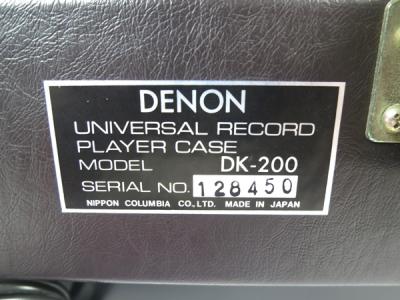 DENON
UNIVERSAL RECORD
PLAYER CASE
MODEL DK-200
SERIAL NO. 128450
NIPPON COLUMBIA CO., LTD. MADE IN JAPAN